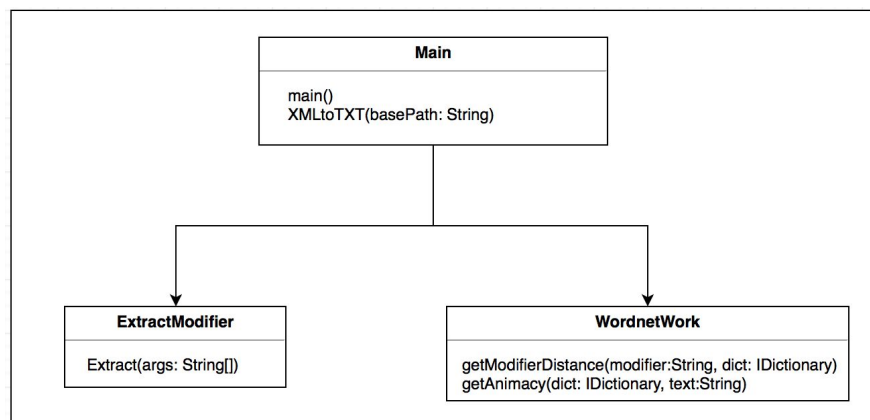 Main
main()
XMLtoTXT(basePath: String)
ExtractModifier
Extract(args: String[])
WordnetWork
getModifierDistance(modifier:String, dict: IDictionary)
getAnimacy(dict: IDictionary, text:String)